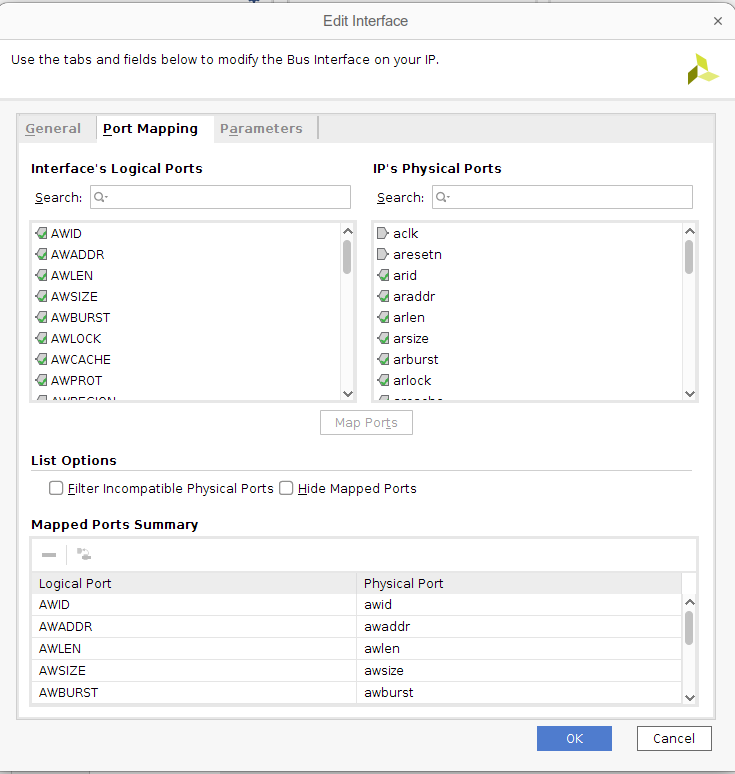 Edit Interface
Use the tabs and fields below to modify the Bus Interface on your IP.
General Port Mapping Parameters
Interface's Logical Ports IP's Physical Ports
Search: Search:
AWID aclk
AWADDR aresetn
AWLEN arid
AWSIZE araddr
AWBURST arlen
AWLOCK arsize
AWCACHE arburst
AWPROT arlock
AWREGION arcache
Map Ports
List Options
Filter Incompatible Physical Ports Hide Mapped Ports
Mapped Ports Summary
Logical Port Physical Port
AWID awid
AWADDR awaddr
AWLEN awlen
AWSIZE awsize
AWBURST awburst
OK Cancel